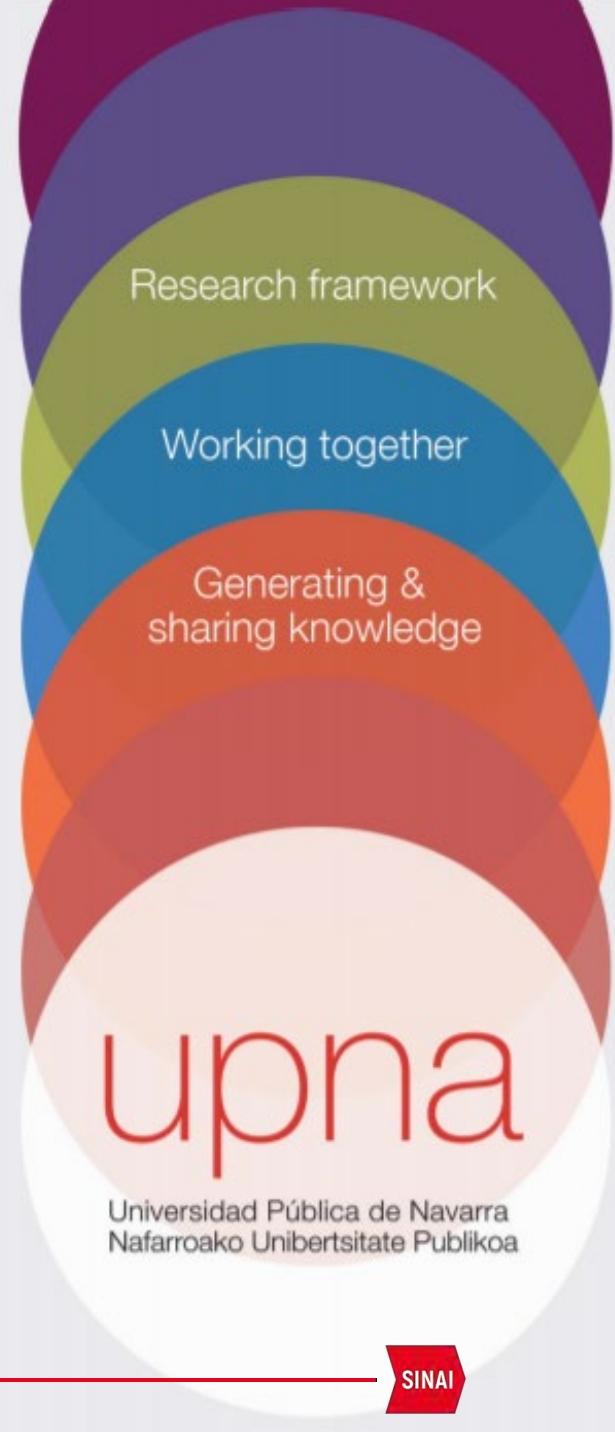 Research framework
Working together
Generating &
sharing knowledge
upna
Universidad Pública de Navarra
Nafarroako Unibertsitate Publikoa
SINAI